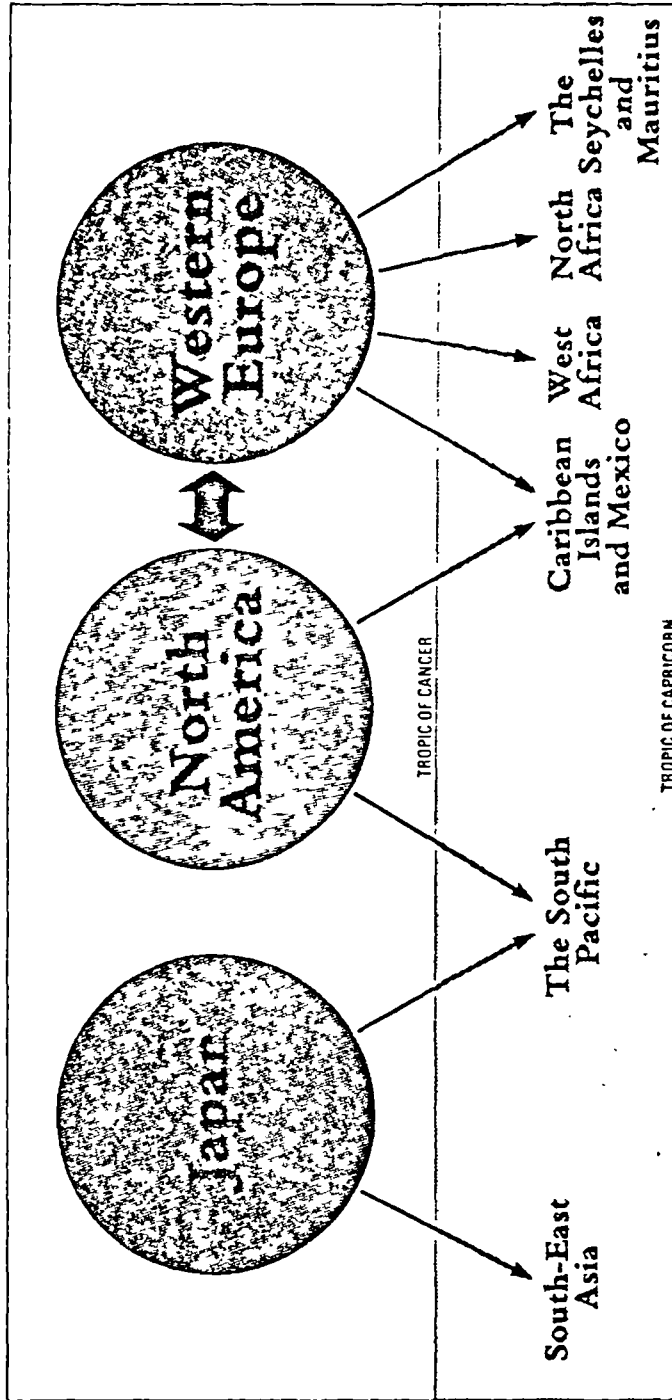 Japan
North
America
Western
Europe
TROPIC OF CANCER
South-East
Asia
The South
Pacific
Caribbean
Islands
and Mexico
West
Africa
North
Africa
The
Seychelles
and
Mauritius
TROPIC OF CAPRICORN